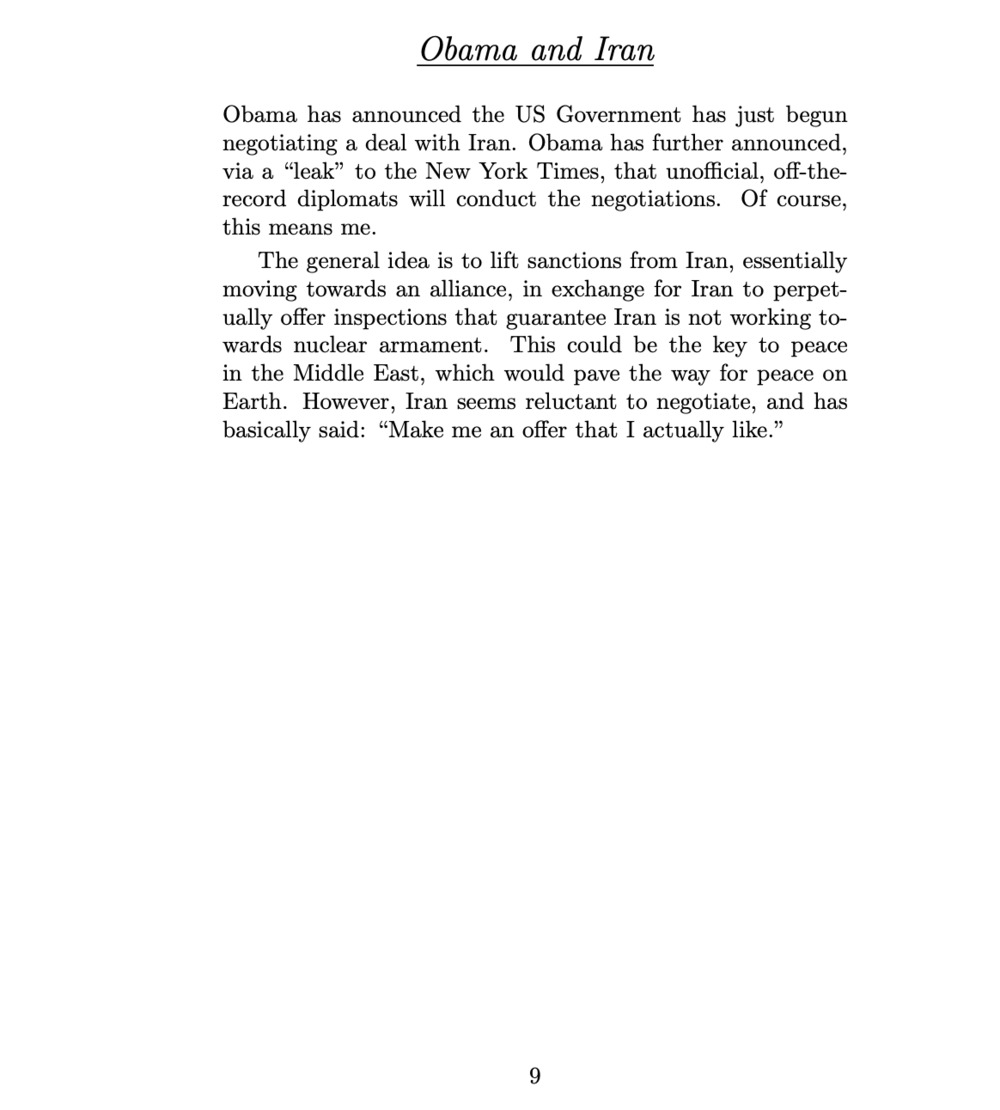 Obama and Iran
Obama has announced the US Government has just begun
negotiating a deal with Iran. Obama has further announced,
via a “leak” to the New York Times, that unofficial, off-the-
record diplomats will conduct the negotiations. Of course,
this means me.
The general idea is to lift sanctions from Iran, essentially
moving towards an alliance, in exchange for Iran to perpet-
ually offer inspections that guarantee Iran is not working to-
wards nuclear armament. This could be the key to peace
in the Middle East, which would pave the way for peace on
Earth. However, Iran seems reluctant to negotiate, and has
basically said: “Make me an offer that I actually like.”
9